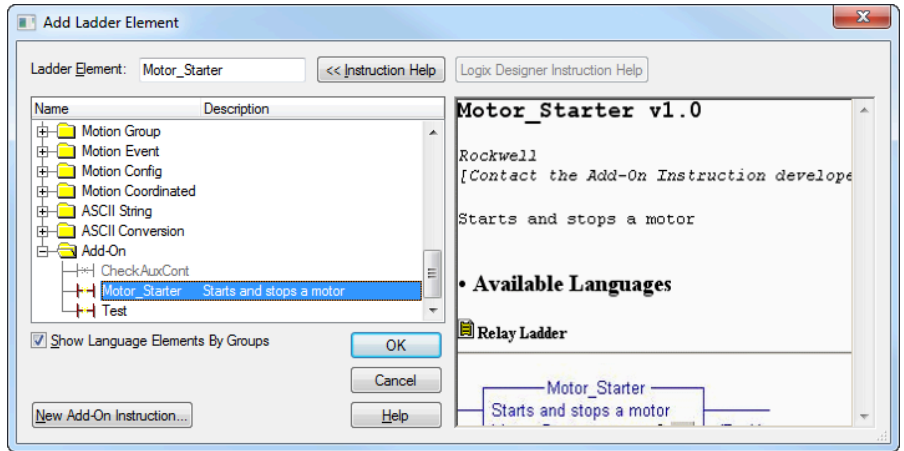 Add Ladder Element
Ladder Element: Motor_Starter << Instruction Help Logix Designer Instruction Help
Name Description
Motion Group
Motion Event
Motion Config
Motion Coordinated
ASCII String
ASCII Conversion
Add-On
CheckAuxCont
Motor_Starter Starts and stops a motor
Test
Show Language Elements By Groups
OK
Cancel
New Add-On Instruction...
Help
Motor_Starter v1.0
Rockwell
[Contact the Add-On Instruction develope
Starts and stops a motor
• Available Languages
Relay Ladder
Motor_Starter
Starts and stops a motor